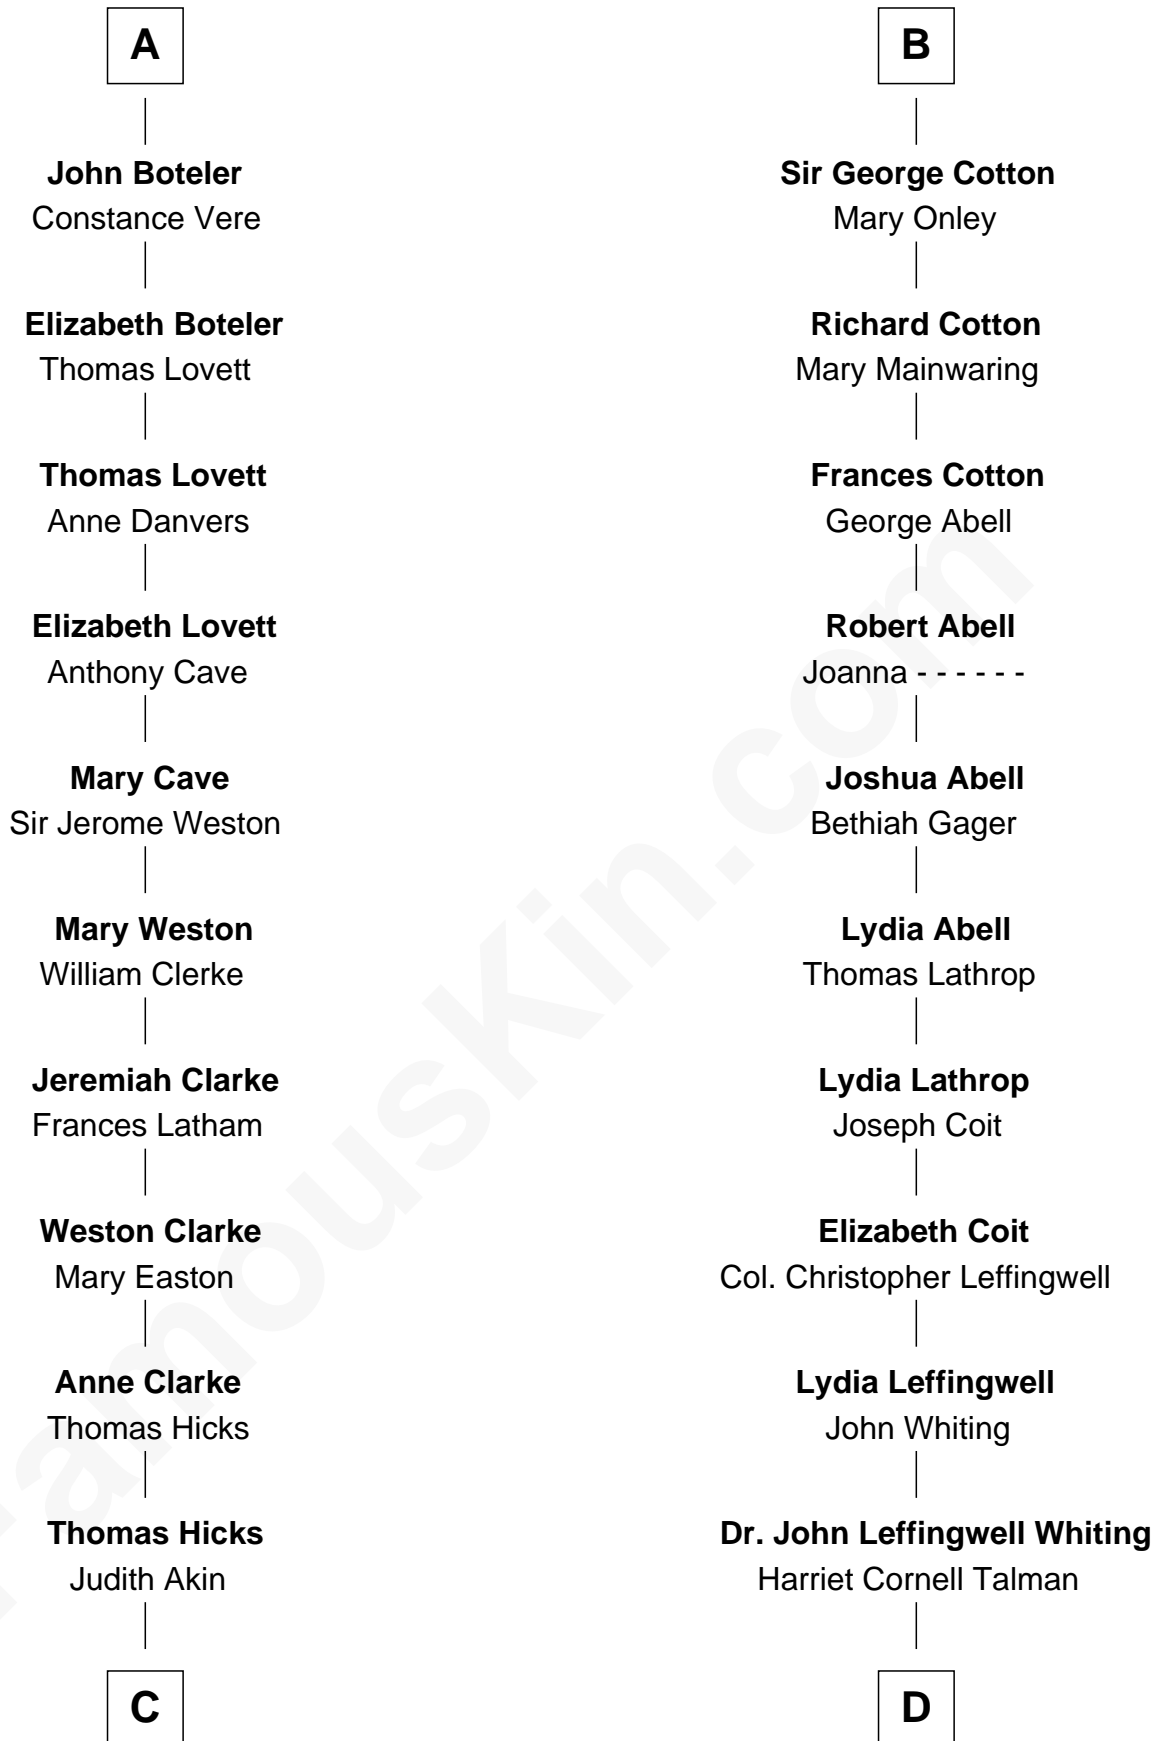 A
John Boteler
Constance Vere
Elizabeth Boteler
Thomas Lovett
Thomas Lovett
Anne Danvers
Elizabeth Lovett
Anthony Cave
Mary Cave
Sir Jerome Weston
Mary Weston
William Clerke
Jeremiah Clarke
Frances Latham
Weston Clarke
Mary Easton
Anne Clarke
Thomas Hicks
Thomas Hicks
Judith Akin
C
B
Sir George Cotton
Mary Onley
Richard Cotton
Mary Mainwaring
Frances Cotton
George Abell
Robert Abell
Joanna - - - - - -
Joshua Abell
Bethiah Gager
Lydia Abell
Thomas Lathrop
Lydia Lathrop
Joseph Coit
Elizabeth Coit
Col. Christopher Leffingwell
Lydia Leffingwell
John Whiting
Dr. John Leffingwell Whiting
Harriet Cornell Talman
D
FamousKin.com